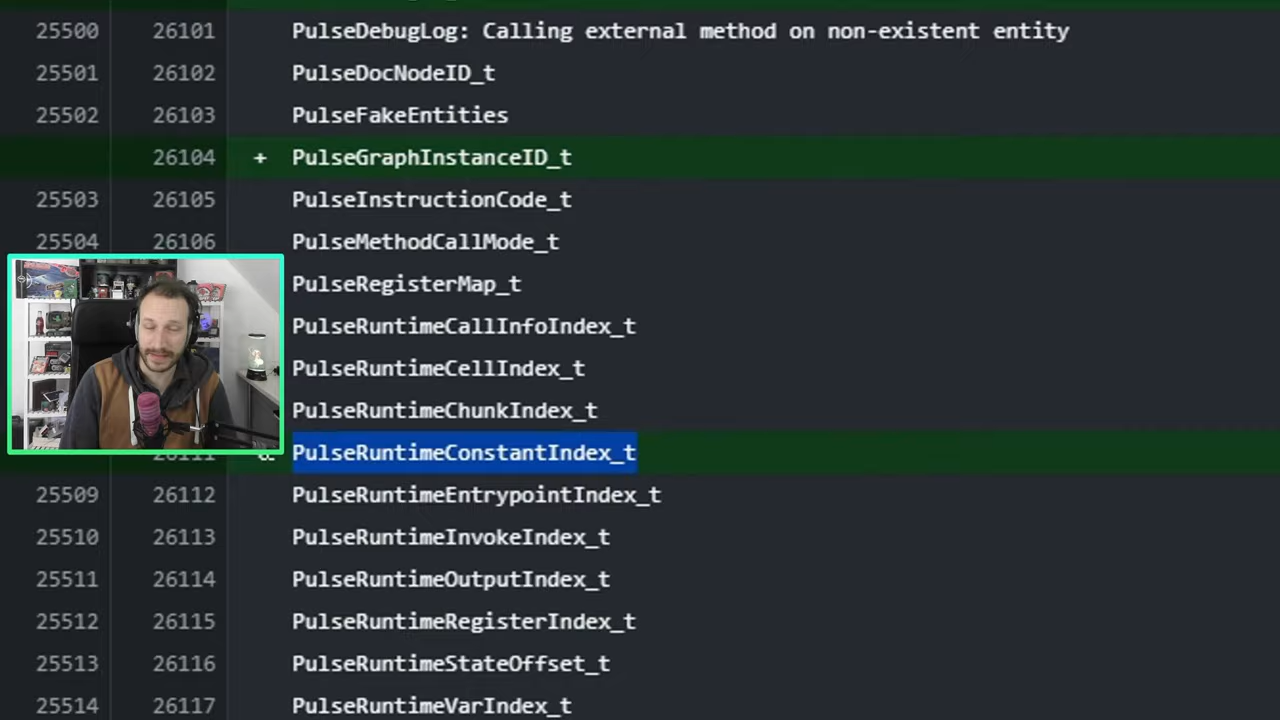 25500 26101 PulseDebugLog: Calling external method on non-existent entity
25501 26102 PulseDocNodeID_t
25502 26103 PulseFakeEntities
26104 + PulseGraphInstanceID_t
25503 26105 PulseInstructionCode_t
25504 26106 PulseMethodCallMode_t
PulseRegisterMap_t
PulseRuntimeCallInfoIndex_t
PulseRuntimeCellIndex_t
PulseRuntimeChunkIndex_t
PulseRuntimeConstantIndex_t
25509 26112 PulseRuntimeEntrypointIndex_t
25510 26113 PulseRuntimeInvokeIndex_t
25511 26114 PulseRuntimeOutputIndex_t
25512 26115 PulseRuntimeRegisterIndex_t
25513 26116 PulseRuntimeStateOffset_t
25514 26117 PulseRuntimeVarIndex_t